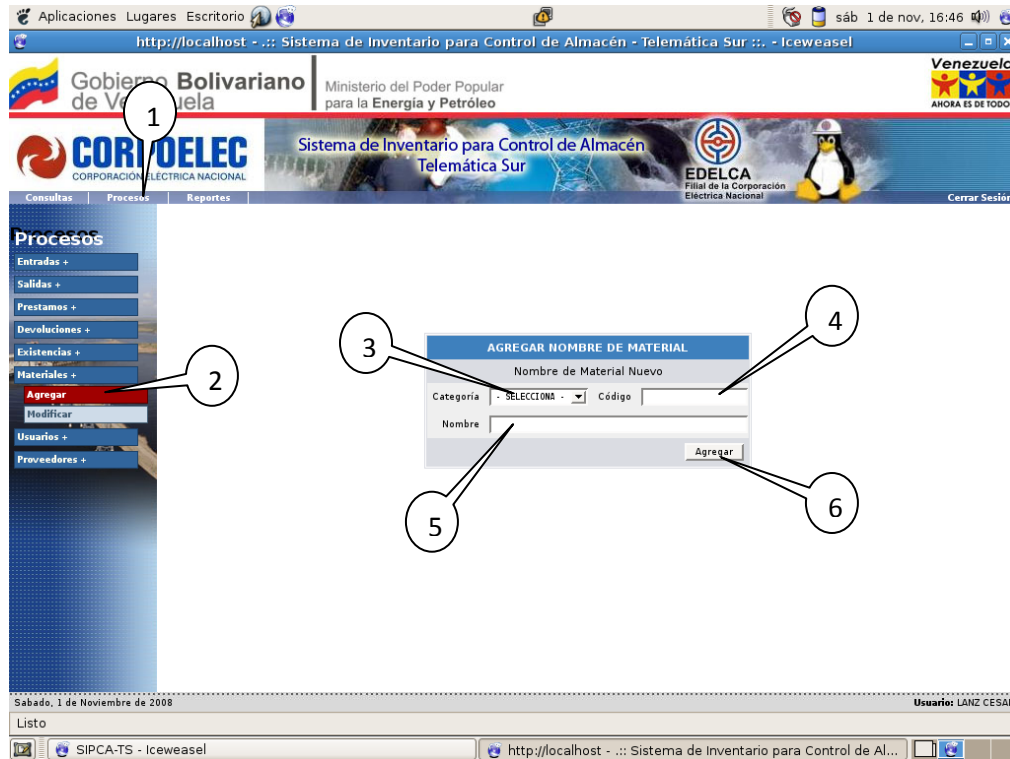 Aplicaciones Lugares Escritorio
sáb 1 de nov, 16:46
http://localhost - .:: Sistema de Inventario para Control de Almacén - Telemática Sur ::. - Iceweasel
Gobierno Bolivariano
de Venezuela
Ministerio del Poder Popular
para la Energía y Petróleo
Venezuela
AHORA ES DE TODO
1
CORPOELEC
CORPORACIÓN ELÉCTRICA NACIONAL
Sistema de Inventario para Control de Almacén
Telemática Sur
EDELCA
Filial de la Corporación
Eléctrica Nacional
Consultas Procesos Reportes Cerrar Sesión
Procesos
Entradas +
Salidas +
Prestamos +
Devoluciones +
Existencias +
Materiales +
Agregar
Modificar
Usuarios +
Proveedores +
2
3
4
AGREGAR NOMBRE DE MATERIAL
Nombre de Material Nuevo
Categoría - SELECCIONA - Código
Nombre
Agregar
5
6
Sabado, 1 de Noviembre de 2008
Usuario: LANZ CESAR
Listo
SIPCA-TS - Iceweasel
http://localhost - .:: Sistema de Inventario para Control de Al...